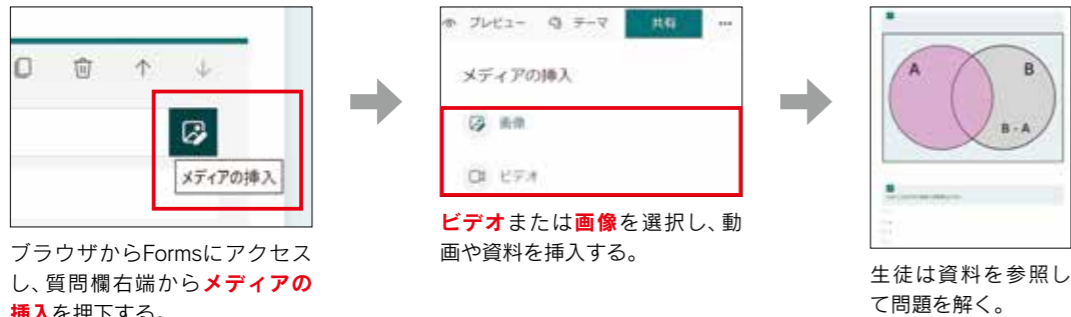 メディアの挿入
ブラウザからFormsにアクセス
し、質問欄右端からメディアの
挿入を押下する。
プレビュー テーマ 共有 ...
メディアの挿入
画像
ビデオ
ビデオまたは画像を選択し、動
画や資料を挿入する。
A B
B - A
生徒は資料を参照し
て問題を解く。